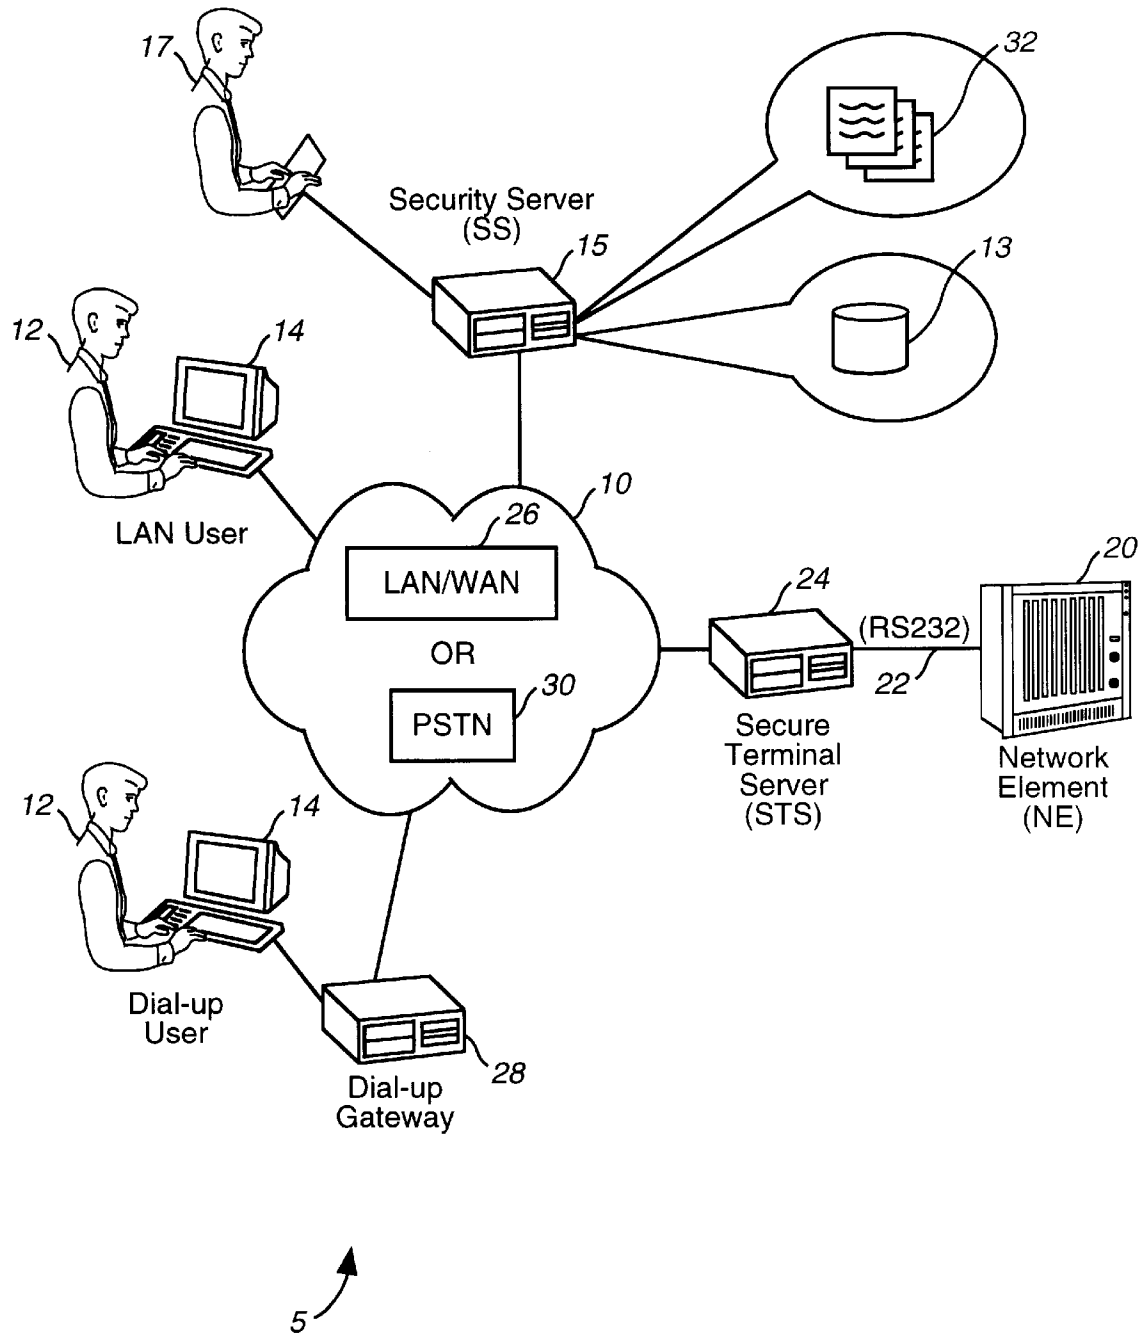 17
32
Security Server
(SS)
15
13
12
14
LAN User
10
26
LAN/WAN
OR
30
PSTN
24
(RS232)
22
20
Secure
Terminal
Server
(STS)
Network
Element
(NE)
12
14
Dial-up
User
28
Dial-up
Gateway
5